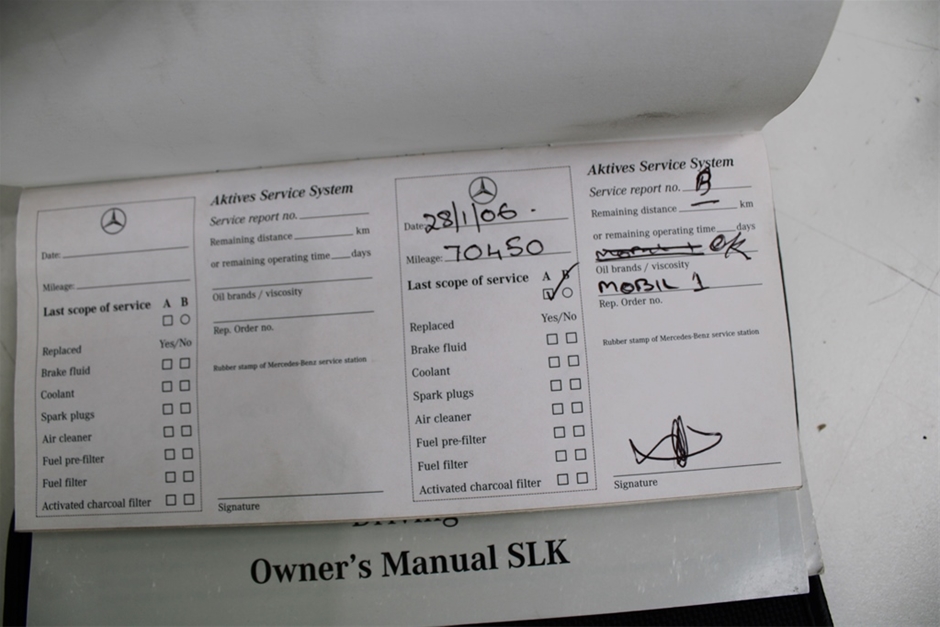 Date:
Mileage:
Last scope of service A B
Replaced Yes/No
Brake fluid
Coolant
Spark plugs
Air cleaner
Fuel pre-filter
Fuel filter
Activated charcoal filter
Aktives Service System
Service report no.
Remaining distance km
or remaining operating time days
Oil brands / viscosity
Rep. Order no.
Rubber stamp of Mercedes-Benz service station
Signature
Date: 28/1/06.
Mileage: 70450
Last scope of service A B
Replaced Yes/No
Brake fluid
Coolant
Spark plugs
Air cleaner
Fuel pre-filter
Fuel filter
Activated charcoal filter
Aktives Service System
Service report no. B
Remaining distance km
or remaining operating time days
Oil brands / viscosity
MOBIL 1
Rep. Order no.
Rubber stamp of Mercedes-Benz service station
Signature
Owner's Manual SLK